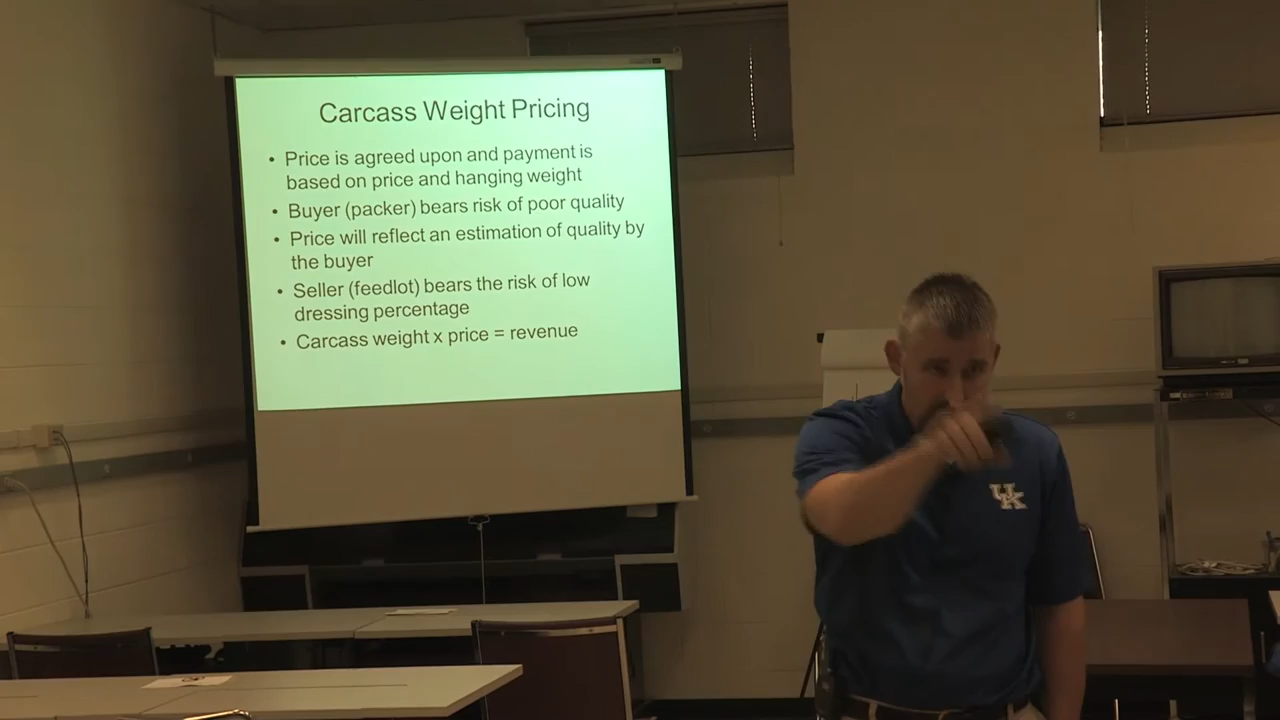 Carcass Weight Pricing
• Price is agreed upon and payment is
based on price and hanging weight
• Buyer (packer) bears risk of poor quality
• Price will reflect an estimation of quality by
the buyer
• Seller (feedlot) bears the risk of low
dressing percentage
• Carcass weight x price = revenue
UK